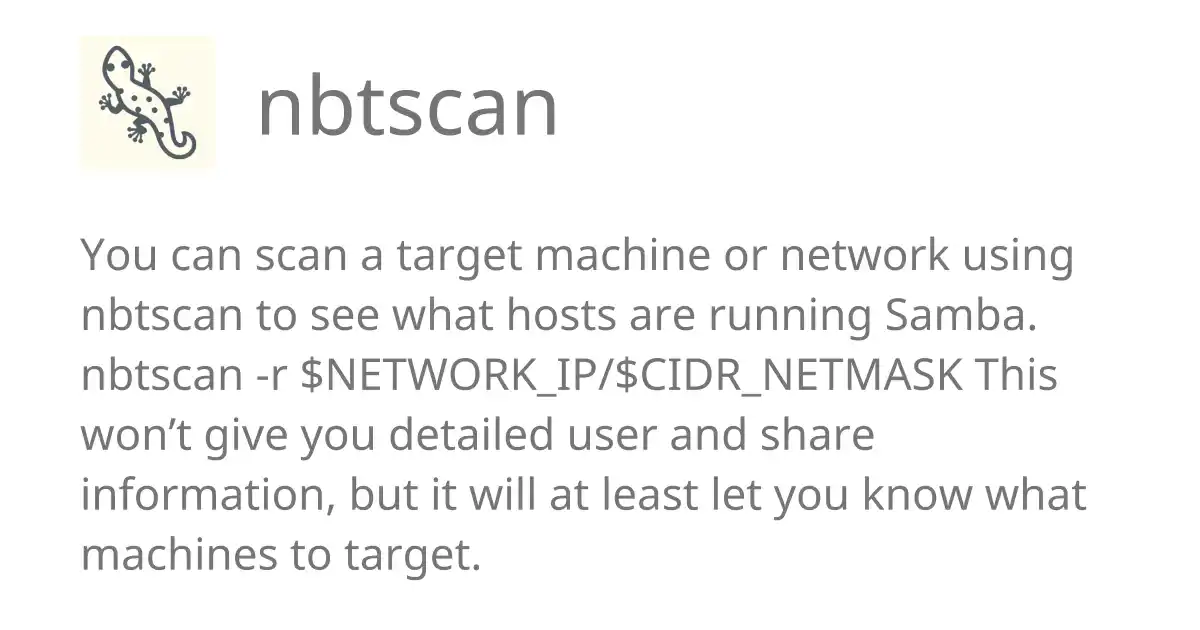 nbtscan
You can scan a target machine or network using
nbtscan to see what hosts are running Samba.
nbtscan -r $NETWORK_IP/$CIDR_NETMASK This
won’t give you detailed user and share
information, but it will at least let you know what
machines to target.